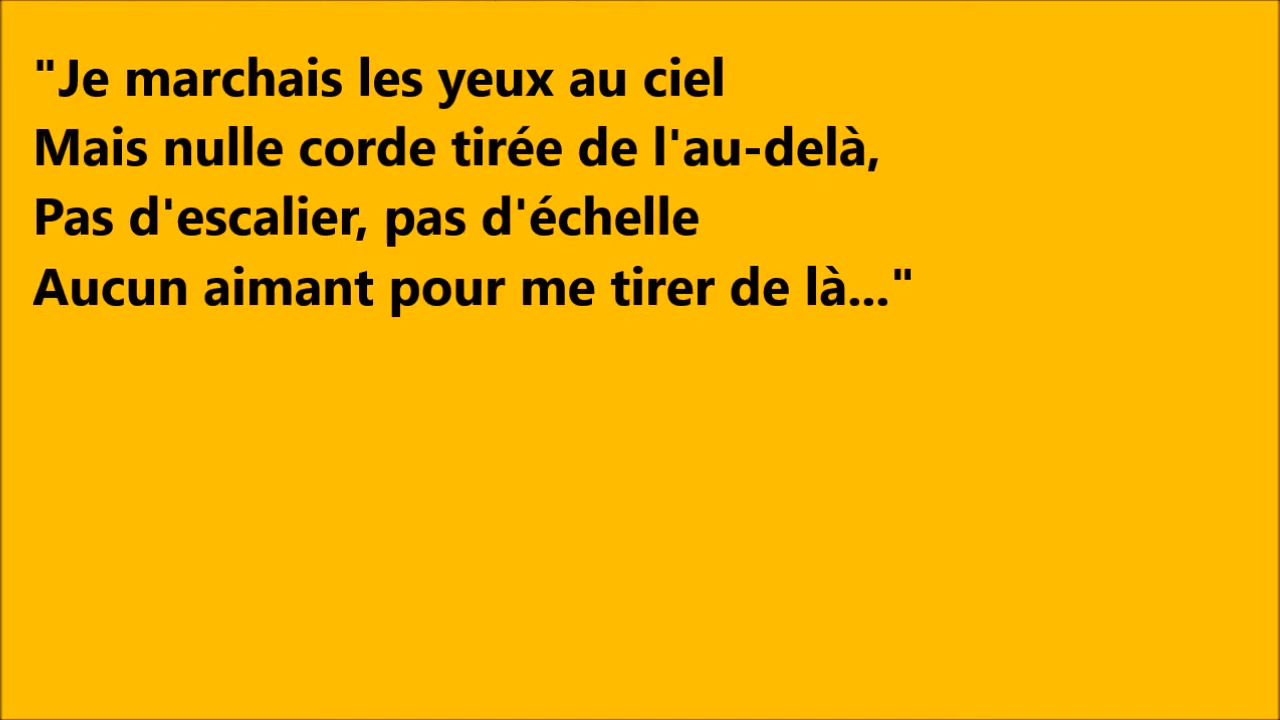 "Je marchais les yeux au ciel
Mais nulle corde tirée de l'au-delà,
Pas d'escalier, pas d'échelle
Aucun aimant pour me tirer de là..."